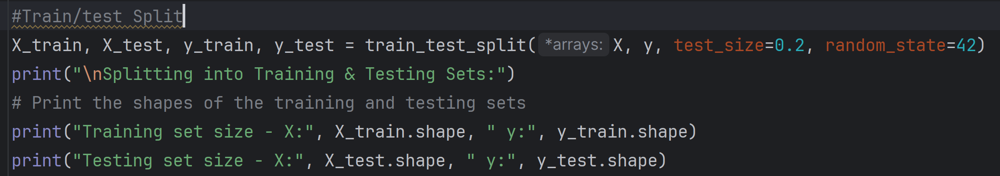 #Train/test Split
X_train, X_test, y_train, y_test = train_test_split( *arrays: X, y, test_size=0.2, random_state=42)
print("\nSplitting into Training & Testing Sets:")
# Print the shapes of the training and testing sets
print("Training set size - X:", X_train.shape, " y:", y_train.shape)
print("Testing set size - X:", X_test.shape, " y:", y_test.shape)